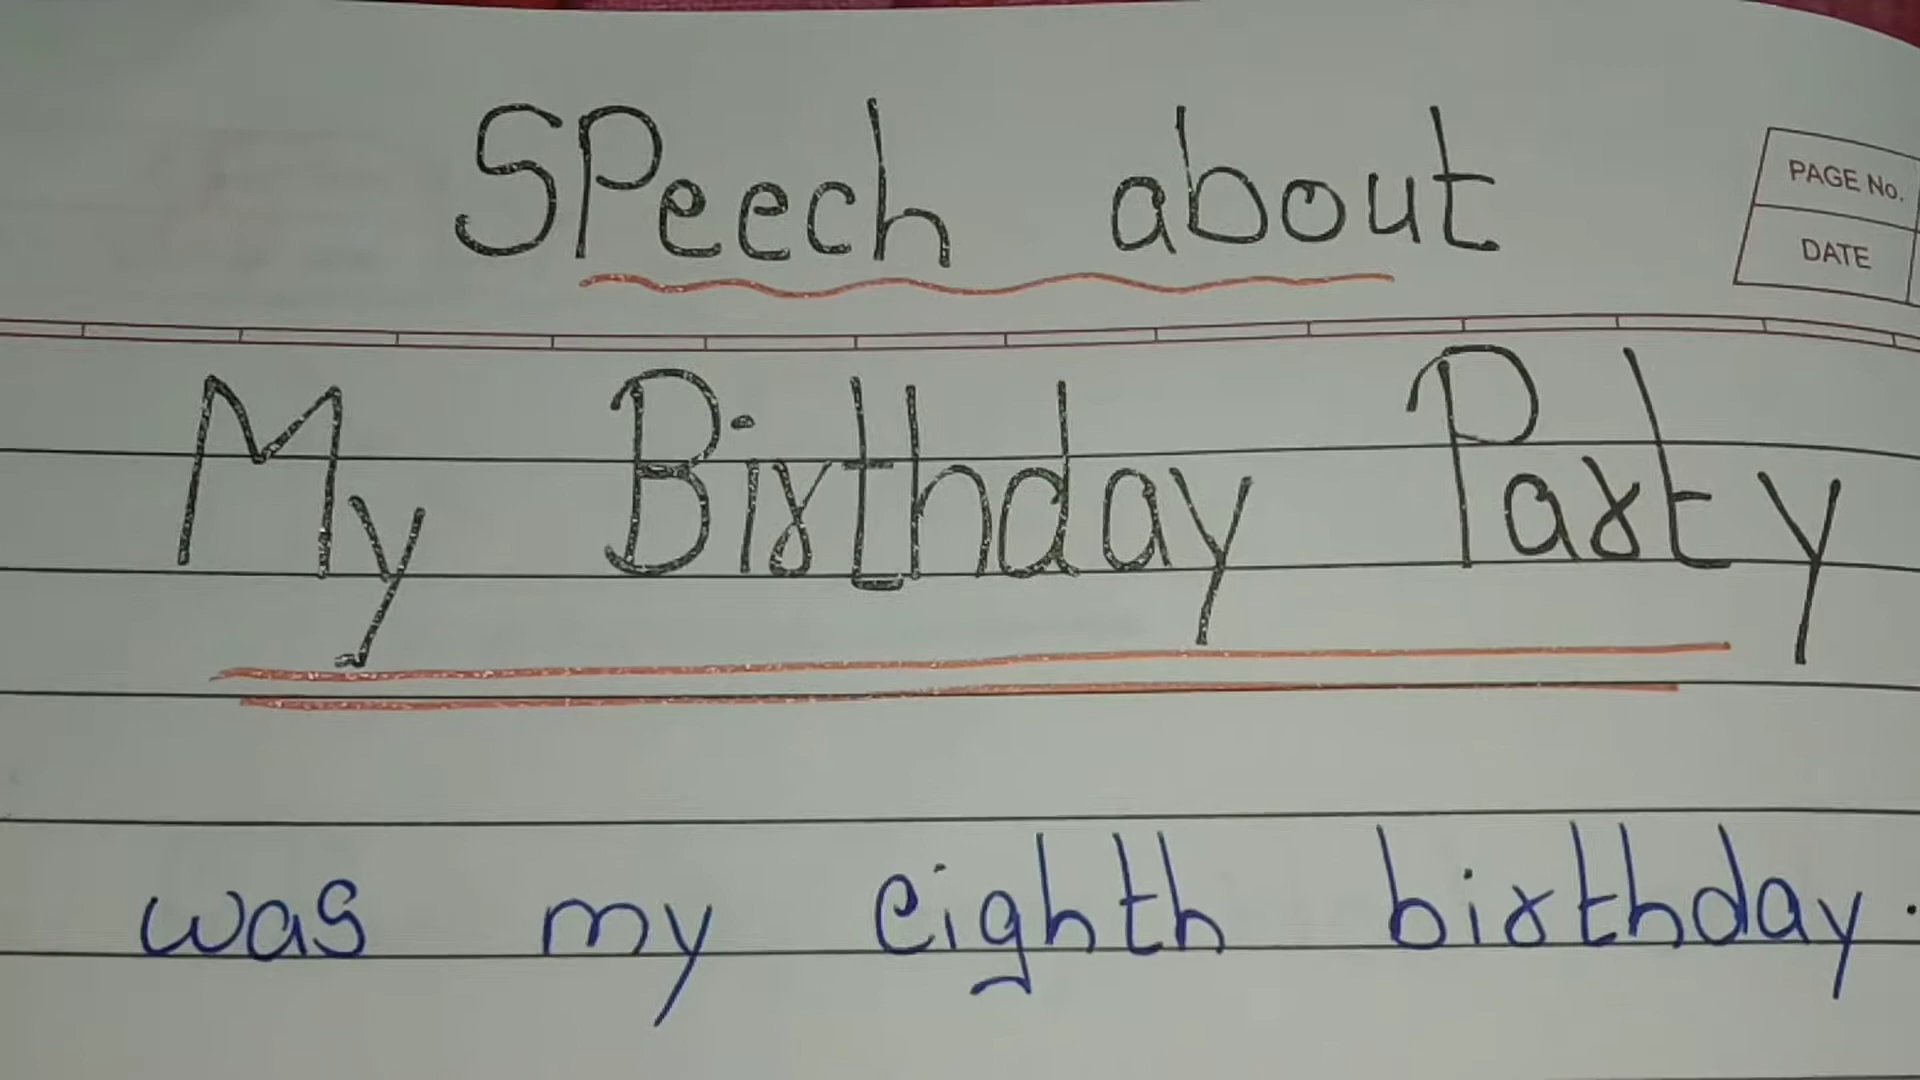 SPeech about
PAGE No.
DATE
My Birthday Party
was my eighth birthday.